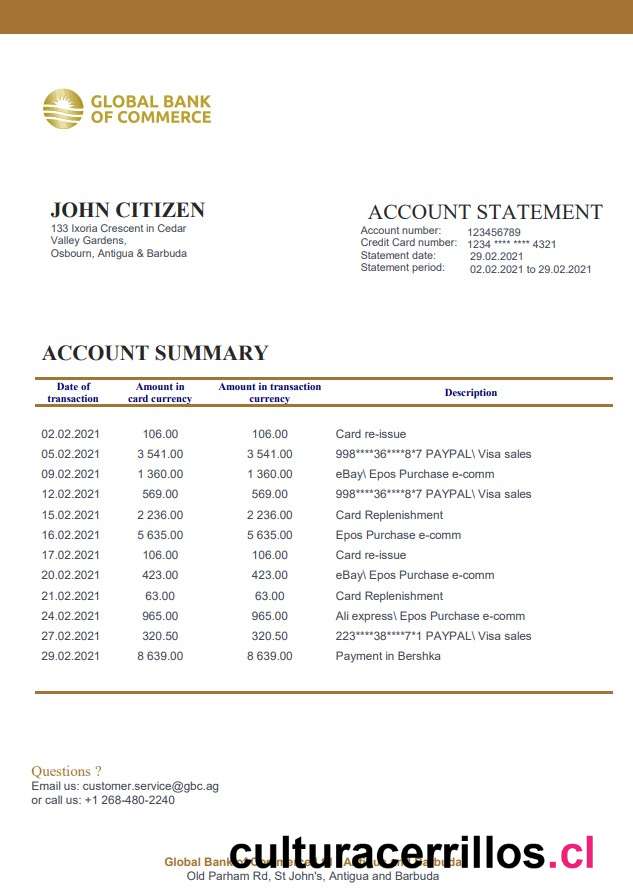 GLOBAL BANK
OF COMMERCE
JOHN CITIZEN
133 Ixoria Crescent in Cedar
Valley Gardens,
Osbourn, Antigua & Barbuda
ACCOUNT STATEMENT
Account number: 123456789
Credit Card number: 1234 **** **** 4321
Statement date: 29.02.2021
Statement period: 02.02.2021 to 29.02.2021
ACCOUNT SUMMARY
Date of transaction Amount in card currency Amount in transaction currency Description
02.02.2021 106.00 106.00 Card re-issue
05.02.2021 3 541.00 3 541.00 998****36****8*7 PAYPAL\ Visa sales
09.02.2021 1 360.00 1 360.00 eBay\ Epos Purchase e-comm
12.02.2021 569.00 569.00 998****36****8*7 PAYPAL\ Visa sales
15.02.2021 2 236.00 2 236.00 Card Replenishment
16.02.2021 5 635.00 5 635.00 Epos Purchase e-comm
17.02.2021 106.00 106.00 Card re-issue
20.02.2021 423.00 423.00 eBay\ Epos Purchase e-comm
21.02.2021 63.00 63.00 Card Replenishment
24.02.2021 965.00 965.00 Ali express\ Epos Purchase e-comm
27.02.2021 320.50 320.50 223****38****7*1 PAYPAL\ Visa sales
29.02.2021 8 639.00 8 639.00 Payment in Bershka
Questions ?
Email us: customer.service@gbc.ag
or call us: +1 268-480-2240
culturacerrillos.cl
Global Bank of Commerce Antigua and Barbuda
Old Parham Rd, St John's, Antigua and Barbuda